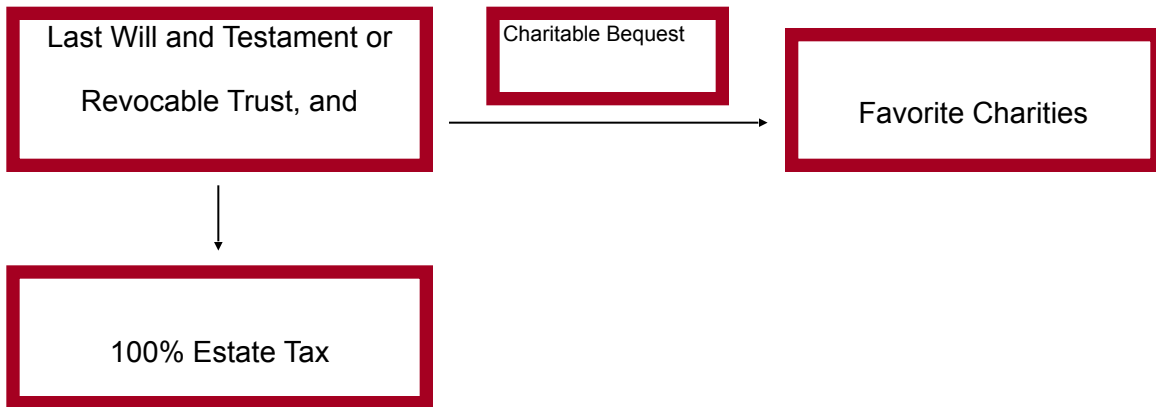 Last Will and Testament or
Revocable Trust, and
Charitable Bequest
Favorite Charities
100% Estate Tax